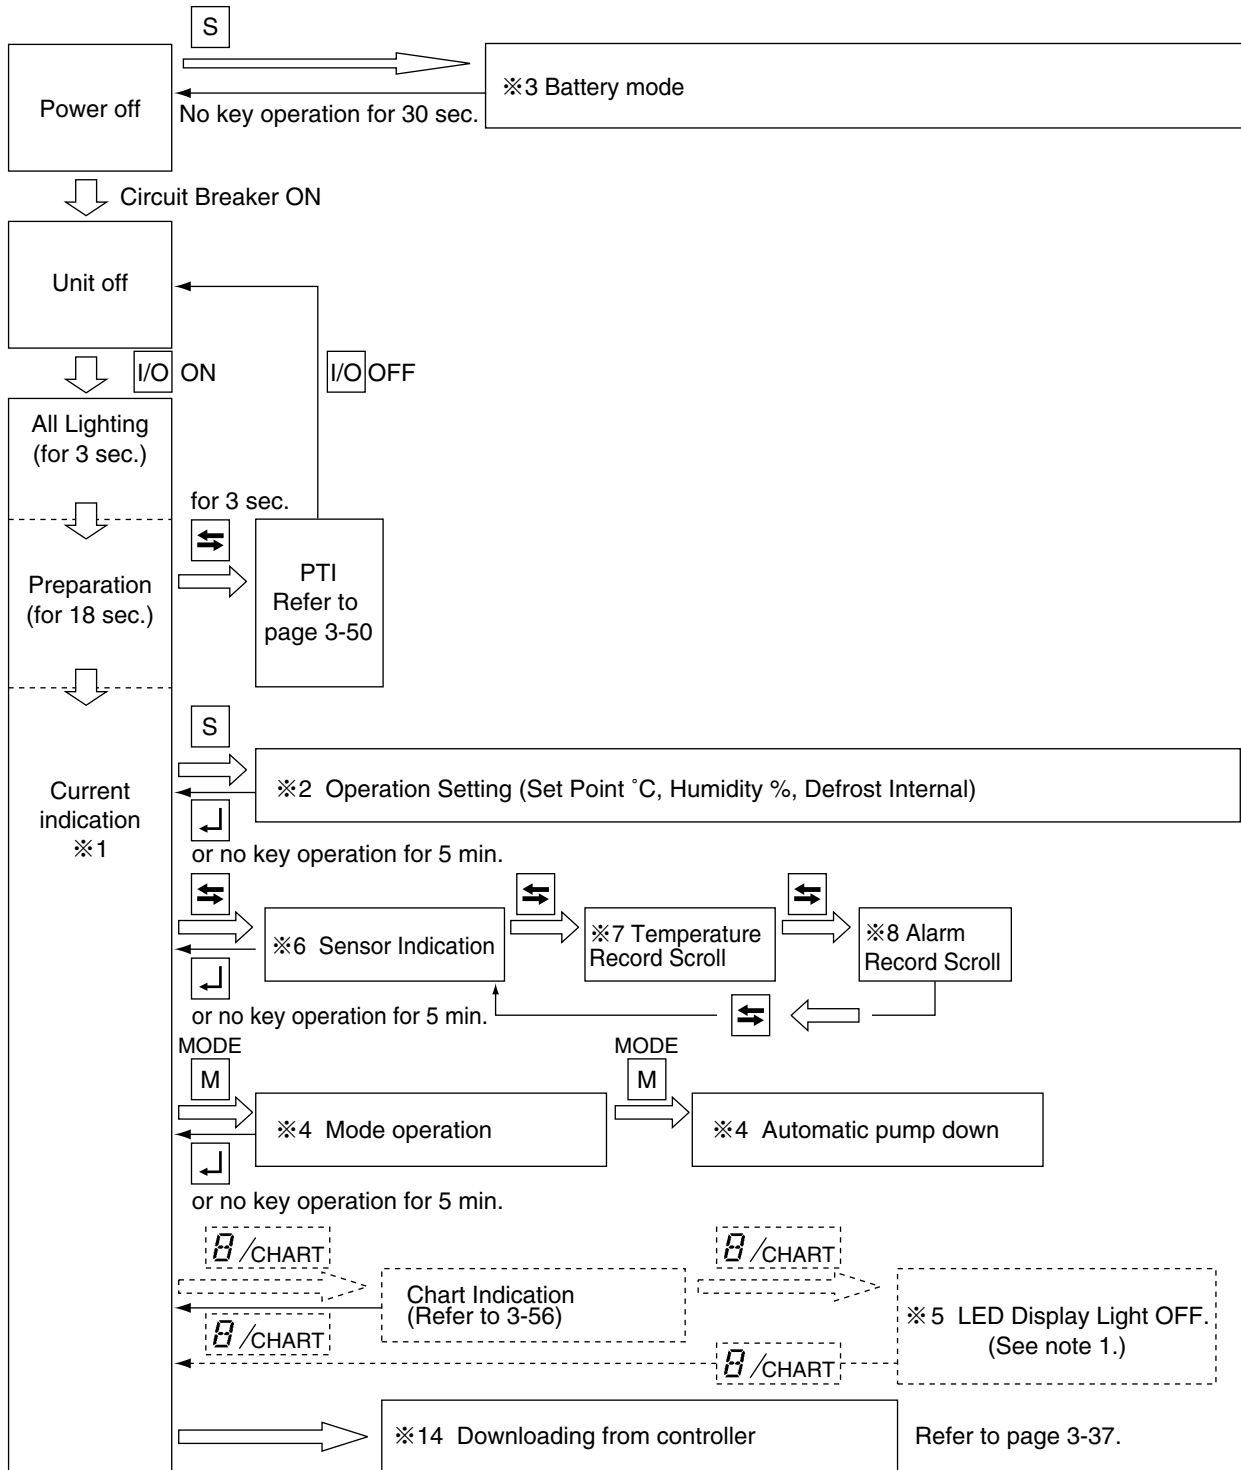 S
Power off
※3 Battery mode
No key operation for 30 sec.
Circuit Breaker ON
Unit off
I/O ON
I/O OFF
All Lighting
(for 3 sec.)
for 3 sec.
Preparation
(for 18 sec.)
PTI
Refer to
page 3-50
S
Current
indication
※1
※2 Operation Setting (Set Point ˚C, Humidity %, Defrost Internal)
or no key operation for 5 min.
※6 Sensor Indication
※7 Temperature
Record Scroll
※8 Alarm
Record Scroll
or no key operation for 5 min.
MODE
M
MODE
M
※4 Mode operation
※4 Automatic pump down
or no key operation for 5 min.
8/CHART
8/CHART
Chart Indication
(Refer to 3-56)
※5 LED Display Light OFF.
(See note 1.)
8/CHART
8/CHART
※14 Downloading from controller
Refer to page 3-37.